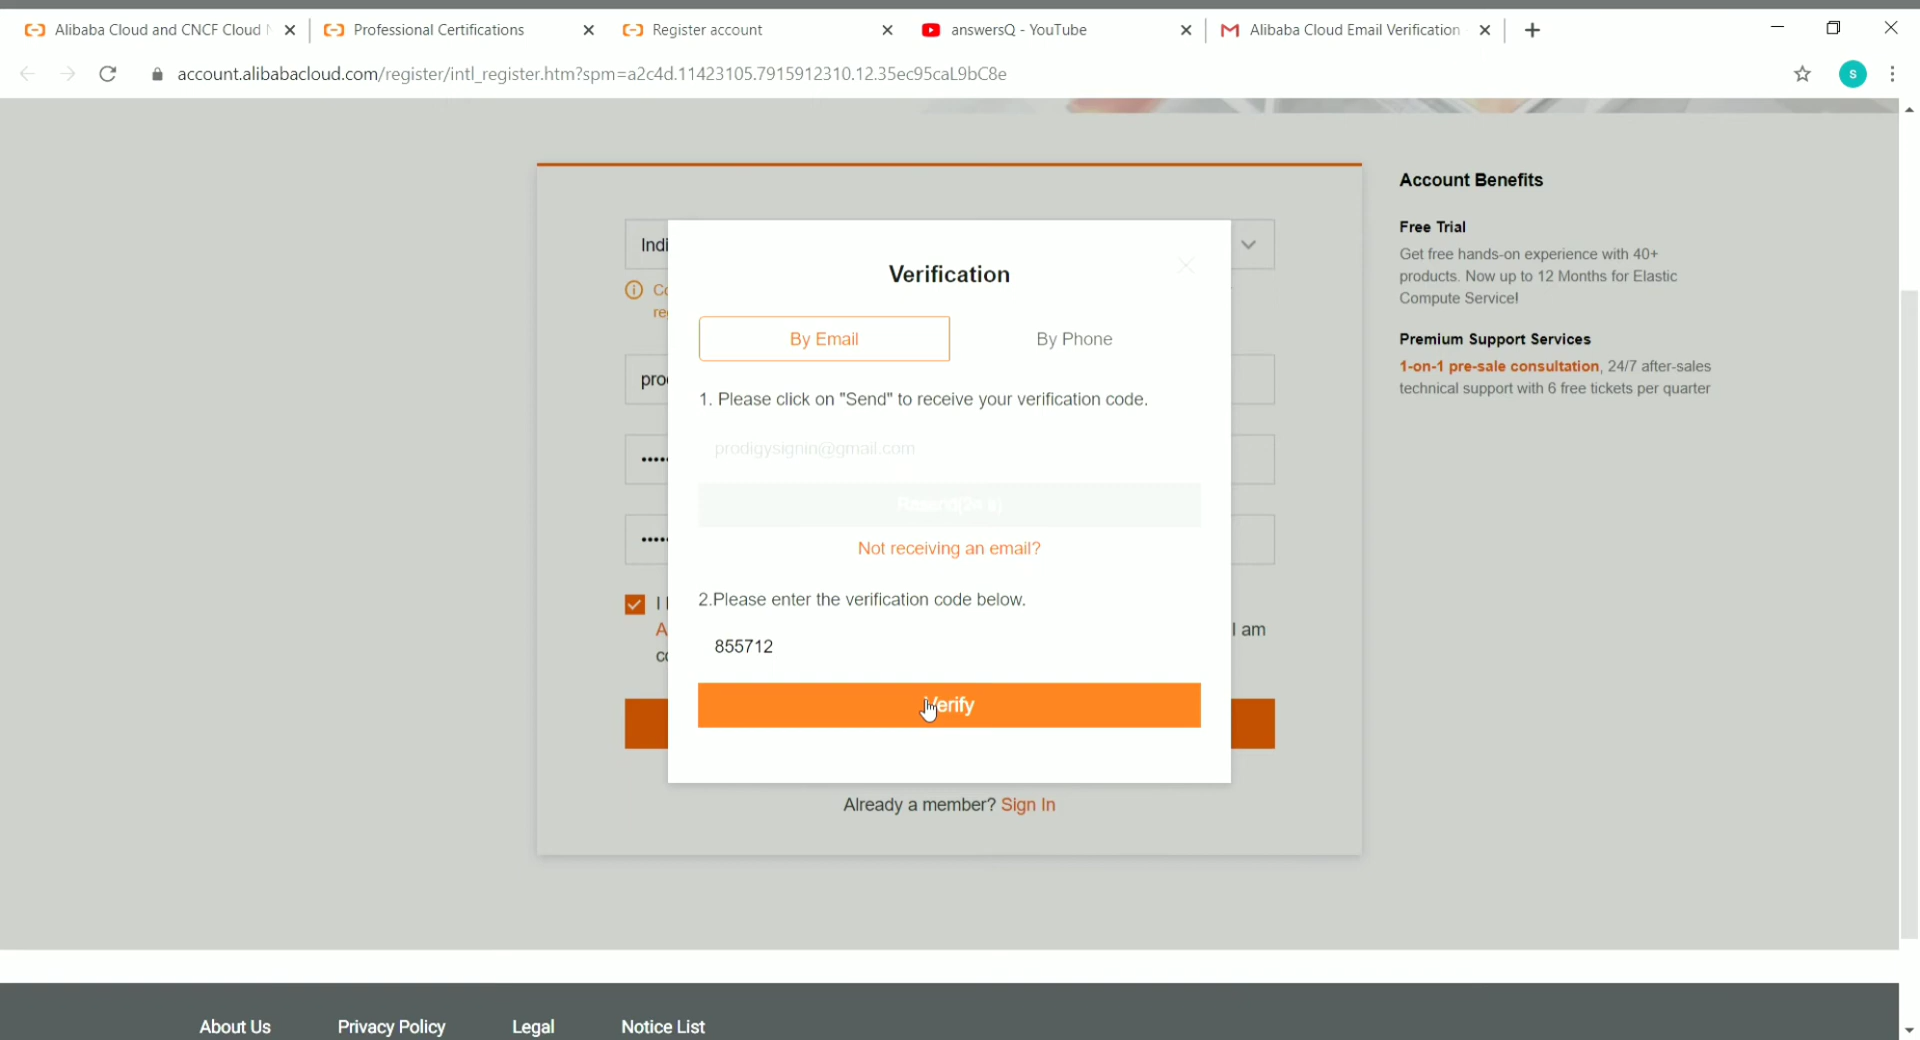 Alibaba Cloud and CNCF Cloud
Professional Certifications
Register account
answersQ - YouTube
Alibaba Cloud Email Verification
account.alibabacloud.com/register/intl_register.htm?spm=a2c4d.11423105.7915912310.12.35ec95caL9bC8e
S
Account Benefits
Free Trial
Get free hands-on experience with 40+
products. Now up to 12 Months for Elastic
Compute Service!
Premium Support Services
1-on-1 pre-sale consultation, 24/7 after-sales
technical support with 6 free tickets per quarter
Indi
Verification
By Email
By Phone
1. Please click on "Send" to receive your verification code.
prodigysignin@gmail.com
Not receiving an email?
2.Please enter the verification code below.
I am
855712
Verify
Already a member? Sign In
About Us
Privacy Policy
Legal
Notice List